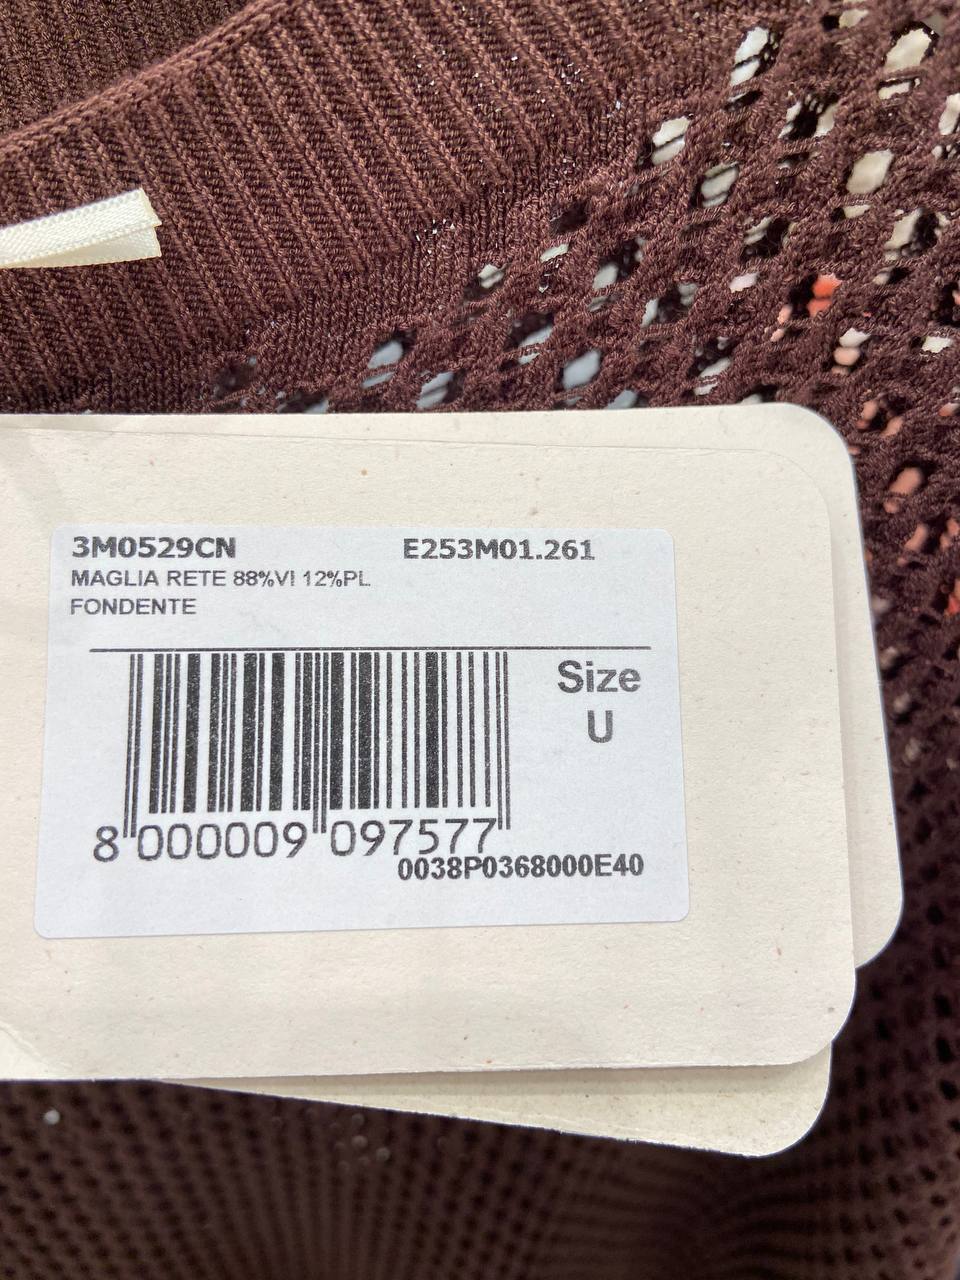 3M0529CN E253M01.261
MAGLIA RETE 88%VI 12%PL
FONDENTE
Size
U
8 000009 097577
0038P0368000E40